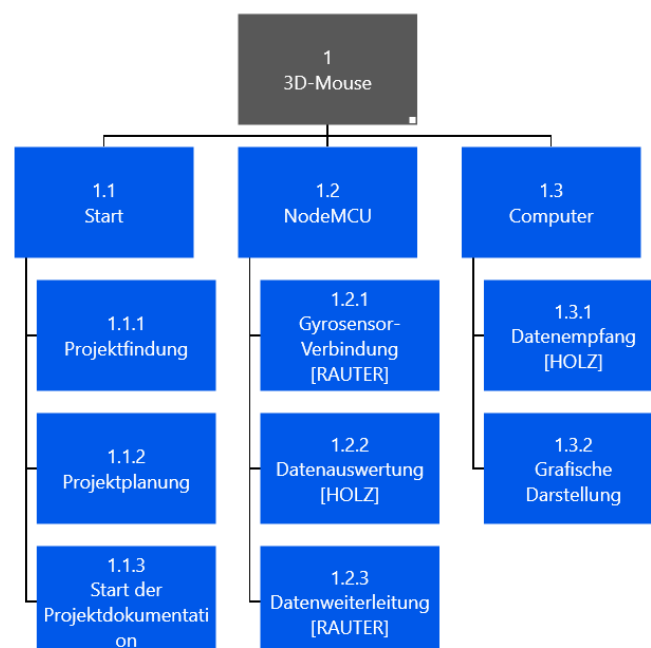 1
3D-Mouse
1.1
Start
1.2
NodeMCU
1.3
Computer
1.1.1
Projektfindung
1.1.2
Projektplanung
1.1.3
Start der
Projektdokumentati
on
1.2.1
Gyrosensor-
Verbindung
[RAUTER]
1.2.2
Datenauswertung
[HOLZ]
1.2.3
Datenweiterleitung
[RAUTER]
1.3.1
Datenempfang
[HOLZ]
1.3.2
Grafische
Darstellung